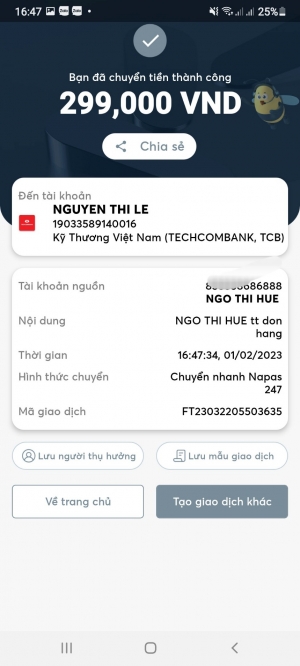 16:47 25%
Bạn đã chuyển tiền thành công
299,000 VND
Chia sẻ
Đến tài khoản
NGUYEN THI LE
19033589140016
Kỹ Thương Việt Nam (TECHCOMBANK, TCB)
Tài khoản nguồn 686888
NGO THI HUE
Nội dung NGO THI HUE tt don
hang
Thời gian 16:47:34, 01/02/2023
Hình thức chuyển Chuyển nhanh Napas
247
Mã giao dịch FT23032205503635
Lưu người thụ hưởng Lưu mẫu giao dịch
Về trang chủ Tạo giao dịch khác